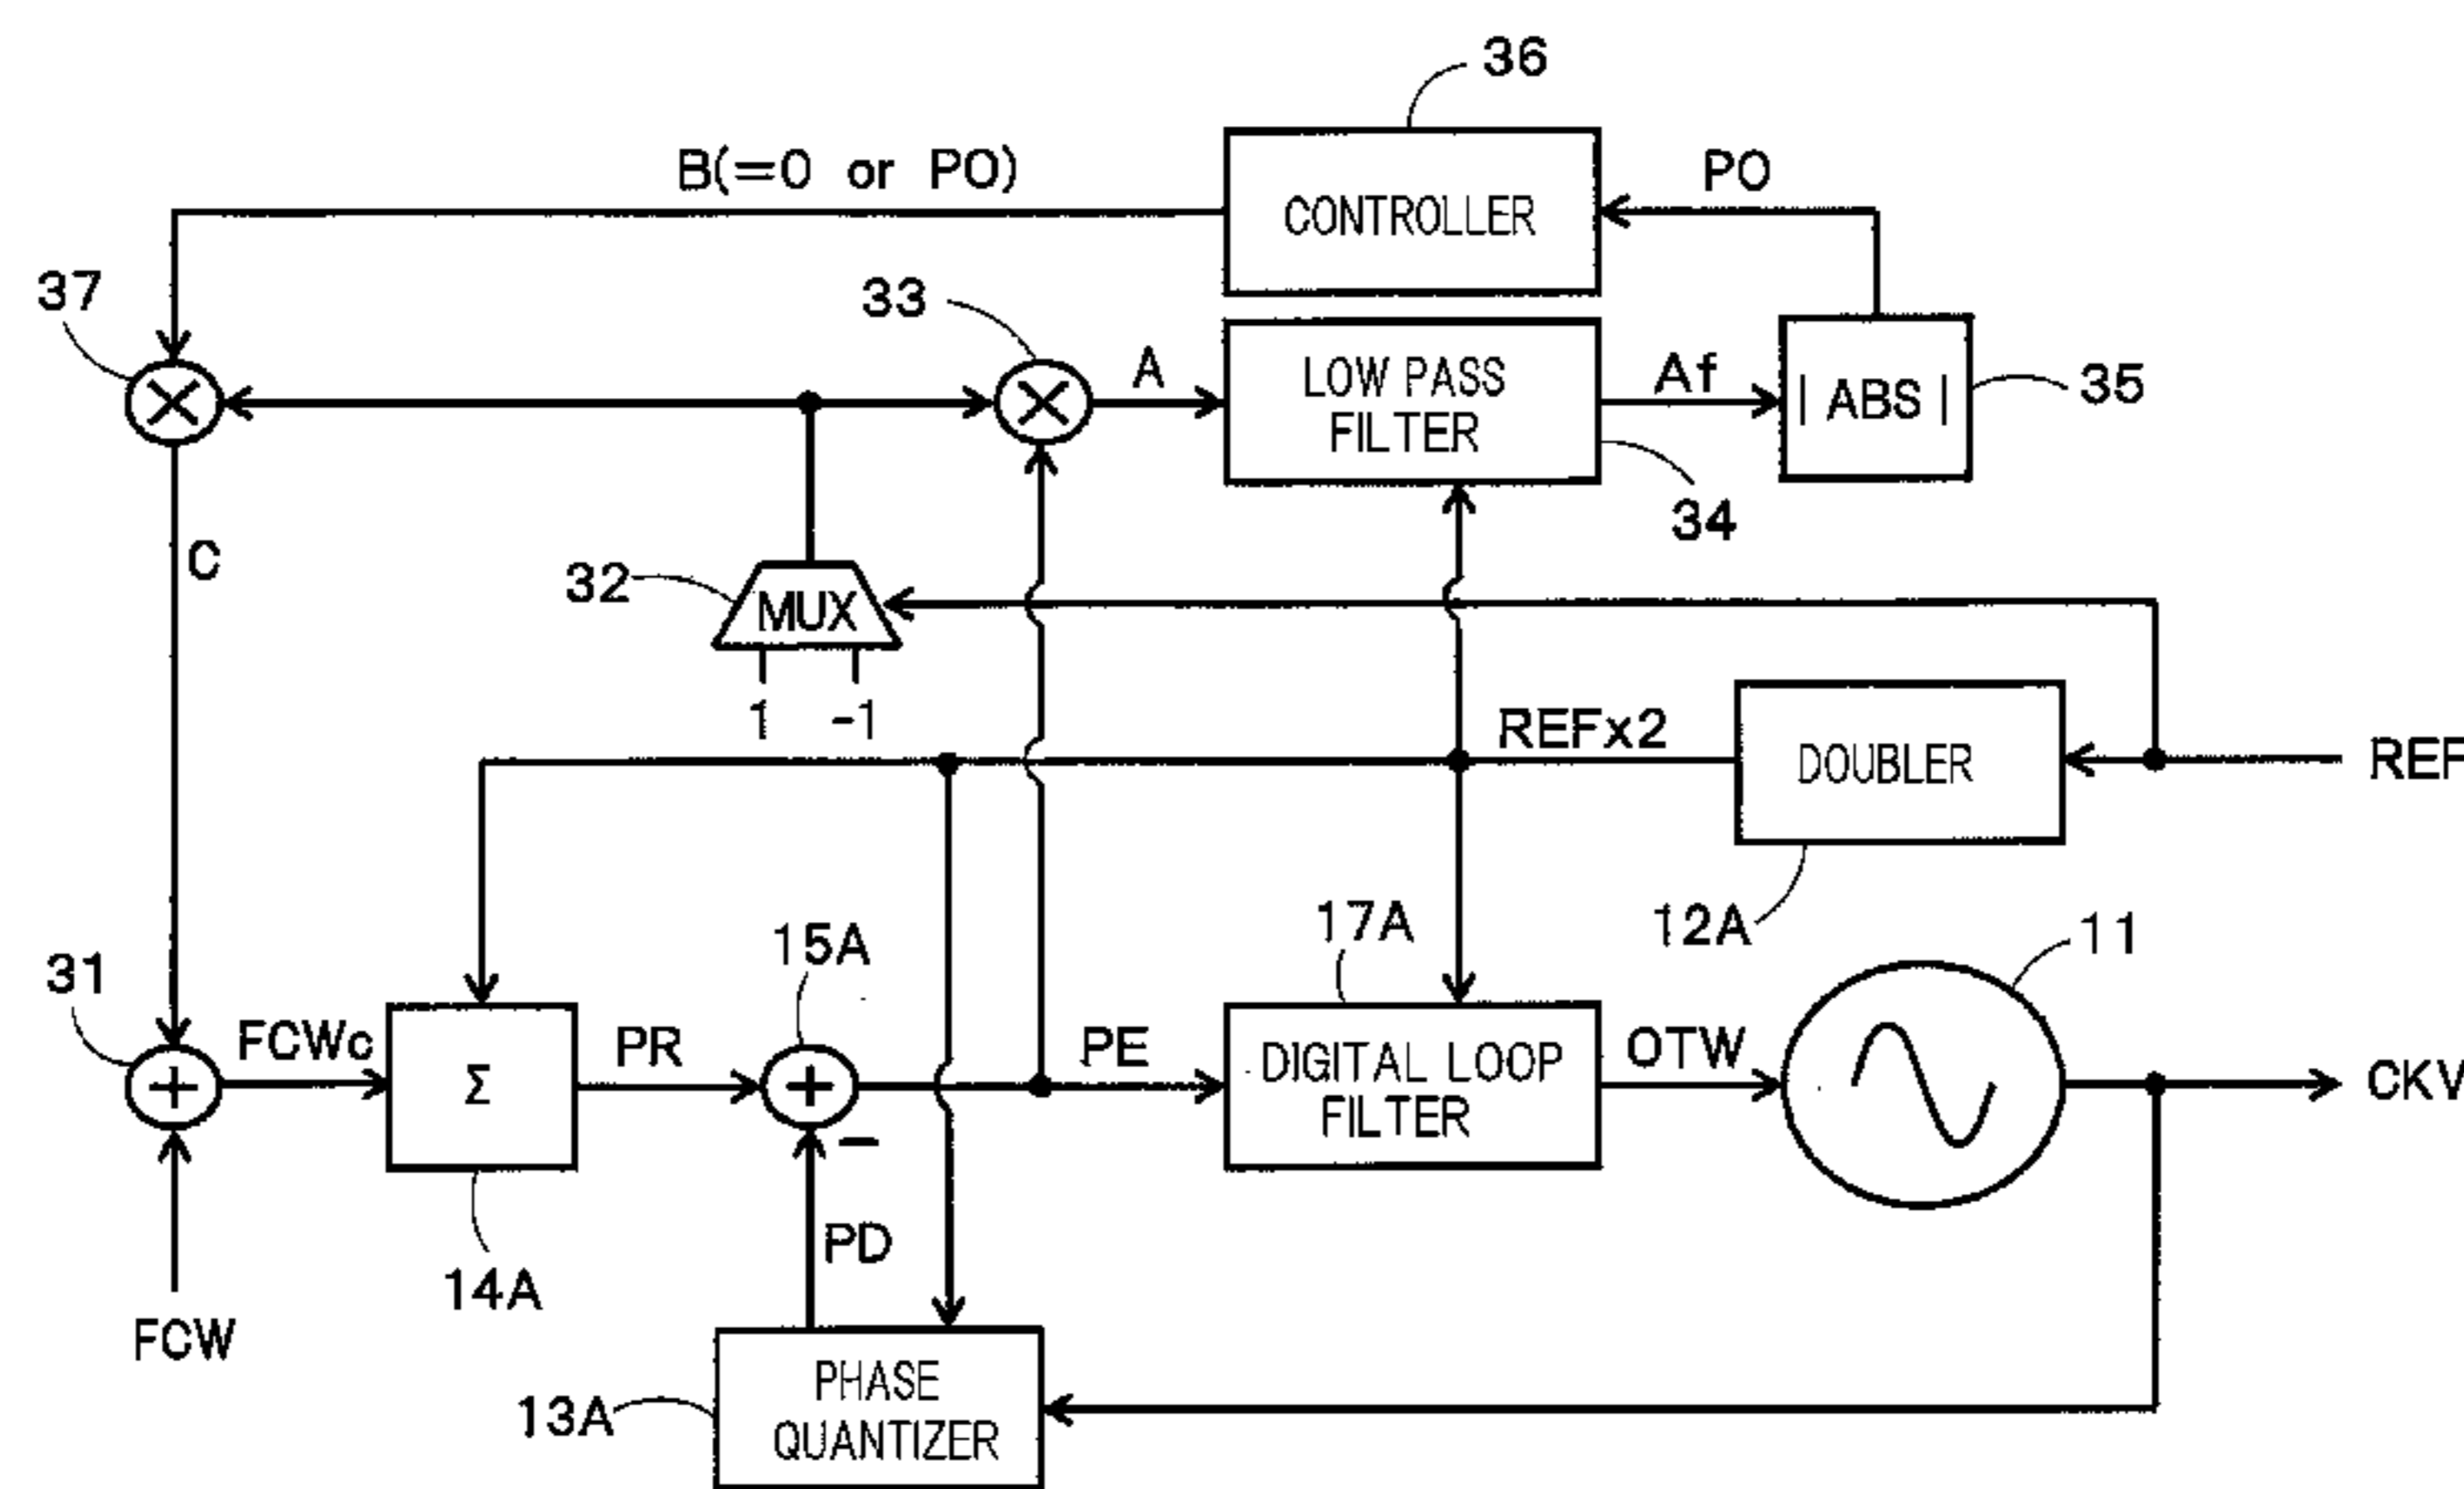 36
B(=0 or PO)
CONTROLLER
PO
37
33
A
LOW PASS
FILTER
Af
| ABS |
35
34
C
32
MUX
1 -1
REFx2
DOUBLER
REF
12A
11
17A
15A
31
FCWc
Σ
PR
PE
DIGITAL LOOP
FILTER
OTW
CKV
14A
PD
FCW
13A
PHASE
QUANTIZER